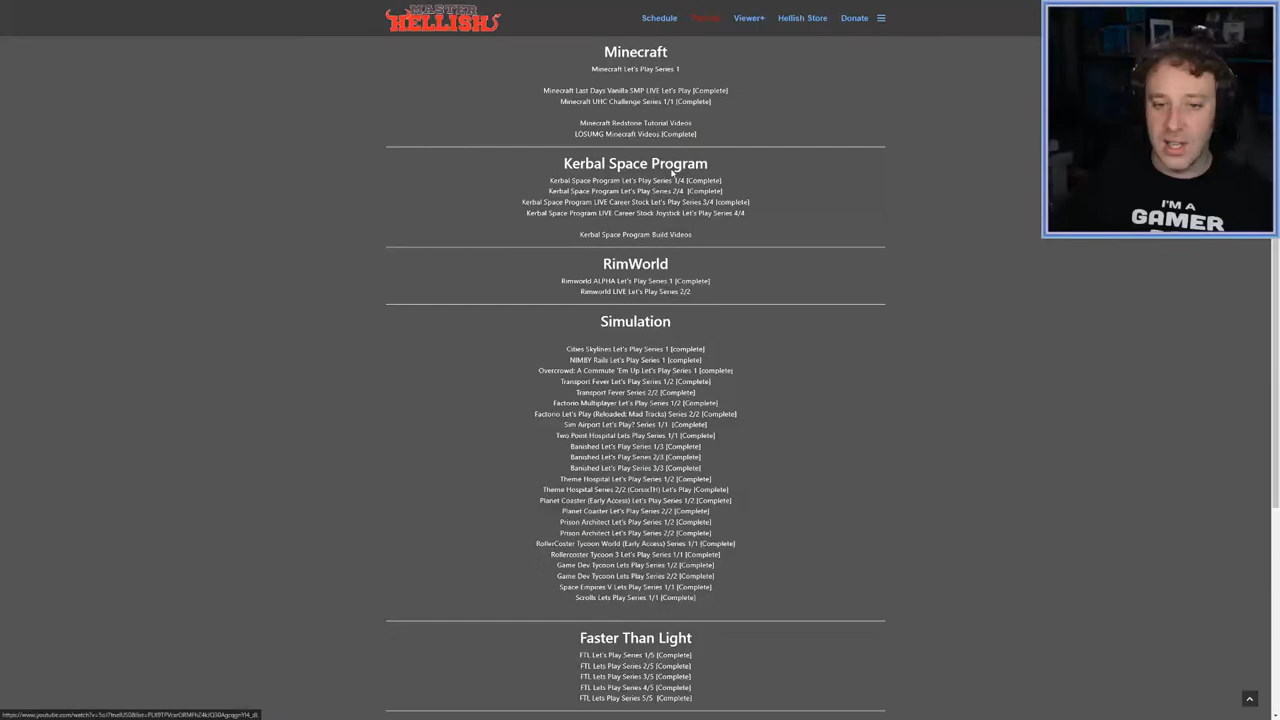 MASTER
HELLISH
Schedule
Viewer+
Hellish Store
Donate
I'M A
GAMER
Minecraft
Minecraft Let's Play Series 1
Minecraft Last Days Vanilla SMP LIVE Let's Play [Complete]
Minecraft UHC Challenge Series 1/1 [Complete]
Minecraft Redstone Tutorial Videos
LOSUMG Minecraft Videos [Complete]
Kerbal Space Program
Kerbal Space Program Let's Play Series 1/4 [Complete]
Kerbal Space Program Let's Play Series 2/4 [Complete]
Kerbal Space Program LIVE Career Stock Let's Play Series 3/4 [complete]
Kerbal Space Program LIVE Career Stock Joystick Let's Play Series 4/4
Kerbal Space Program Build Videos
RimWorld
Rimworld ALPHA Let's Play Series 1 [Complete]
Rimworld LIVE Let's Play Series 2/2
Simulation
Cities Skylines Let's Play Series 1 [complete]
NIMBY Rails Let's Play Series 1 [complete]
Overcrowd: A Commute 'Em Up Let's Play Series 1 [complete]
Transport Fever Let's Play Series 1/2 [Complete]
Transport Fever Series 2/2 [Complete]
Factorio Multiplayer Let's Play Series 1/2 [Complete]
Factorio Let's Play (Reloaded: Mad Tracks) Series 2/2 [Complete]
Sim Airport Let's Play? Series 1/1 [Complete]
Two Point Hospital Lets Play Series 1/1 [Complete]
Banished Let's Play Series 1/3 [Complete]
Banished Let's Play Series 2/3 [Complete]
Banished Let's Play Series 3/3 [Complete]
Theme Hospital Let's Play Series 1/2 [Complete]
Theme Hospital Series 2/2 (CorsixTH) Let's Play [Complete]
Planet Coaster (Early Access) Let's Play Series 1/2 [Complete]
Planet Coaster Let's Play Series 2/2 [Complete]
Prison Architect Let's Play Series 1/2 [Complete]
Prison Architect Let's Play Series 2/2 [Complete]
RollerCoster Tycoon World (Early Access) Series 1/1 [Complete]
Rollercoster Tycoon 3 Let's Play Series 1/1 [Complete]
Game Dev Tycoon Lets Play Series 1/2 [Complete]
Game Dev Tycoon Lets Play Series 2/2 [Complete]
Space Empires V Lets Play Series 1/1 [Complete]
Scrolls Lets Play Series 1/1 [Complete]
Faster Than Light
FTL Let's Play Series 1/5 [Complete]
FTL Lets Play Series 2/5 [Complete]
FTL Lets Play Series 3/5 [Complete]
FTL Lets Play Series 4/5 [Complete]
FTL Lets Play Series 5/5 [Complete]